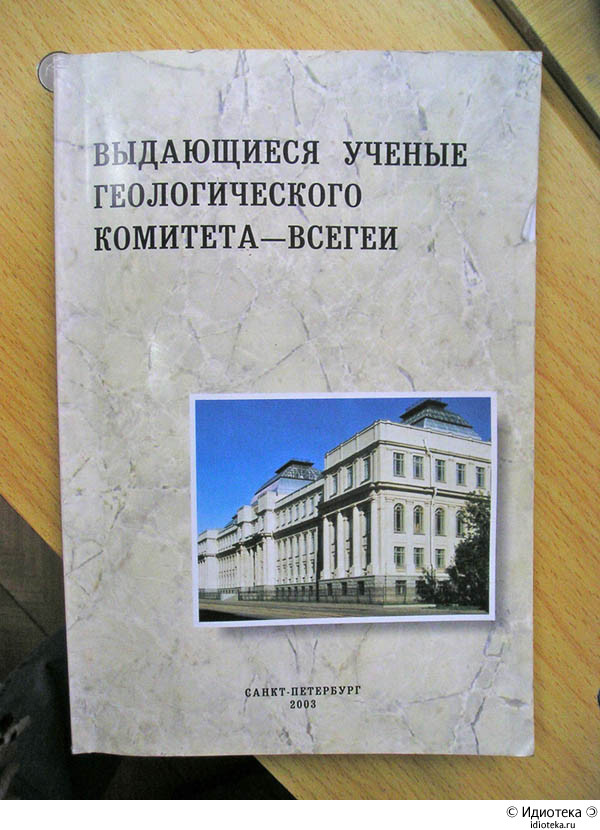 ВЫДАЮЩИЕСЯ УЧЕНЫЕ
ГЕОЛОГИЧЕСКОГО
КОМИТЕТА—ВСЕГЕИ
САНКТ-ПЕТЕРБУРГ
2003
© Идиотека Ͽ
idioteka.ru